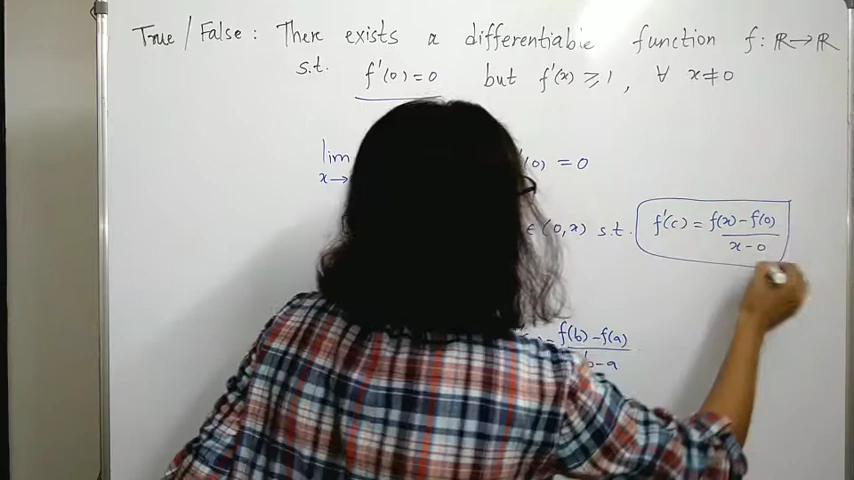 True / False : There exists a differentiable function f : ℝ → ℝ
s.t. f'(0) = 0 but f'(x) ≥ 1 , ∀ x ≠ 0
lim (0) = 0
x →
∈ (0, x) s.t. f'(c) = f(x) - f(0)
x - 0
= f(b) - f(a)
b - a